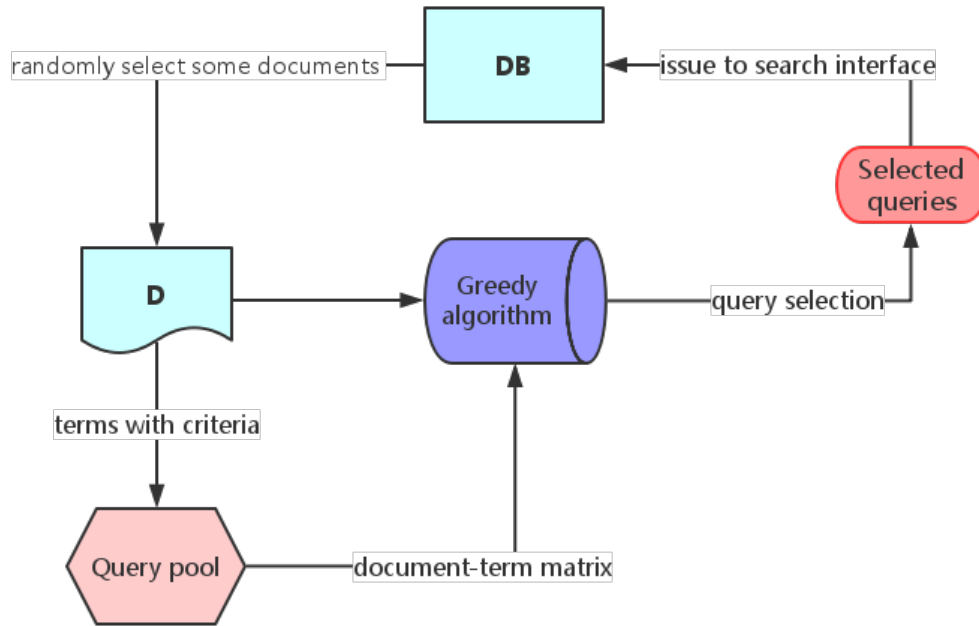 randomly select some documents
DB
issue to search interface
Selected
queries
D
Greedy
algorithm
query selection
terms with criteria
Query pool
document-term matrix